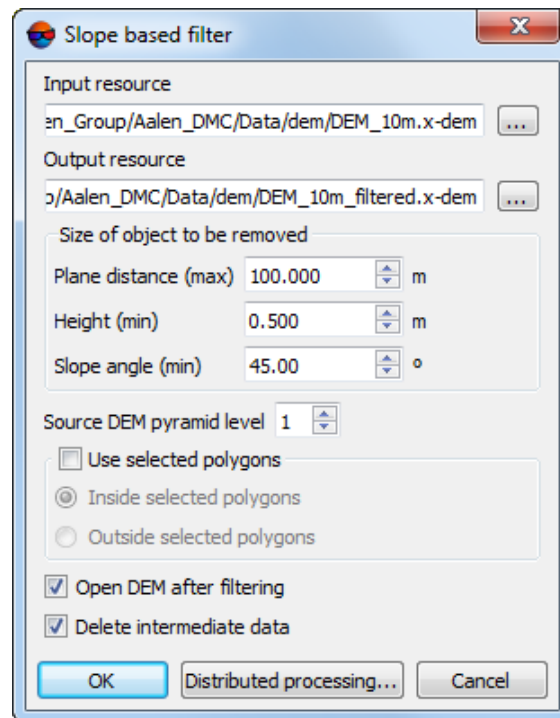 Slope based filter
Input resource
en_Group/Aalen_DMC/Data/dem/DEM_10m.x-dem ...
Output resource
/Aalen_DMC/Data/dem/DEM_10m_filtered.x-dem ...
Size of object to be removed
Plane distance (max) 100.000 m
Height (min) 0.500 m
Slope angle (min) 45.00 °
Source DEM pyramid level 1
Use selected polygons
Inside selected polygons
Outside selected polygons
Open DEM after filtering
Delete intermediate data
OK Distributed processing... Cancel